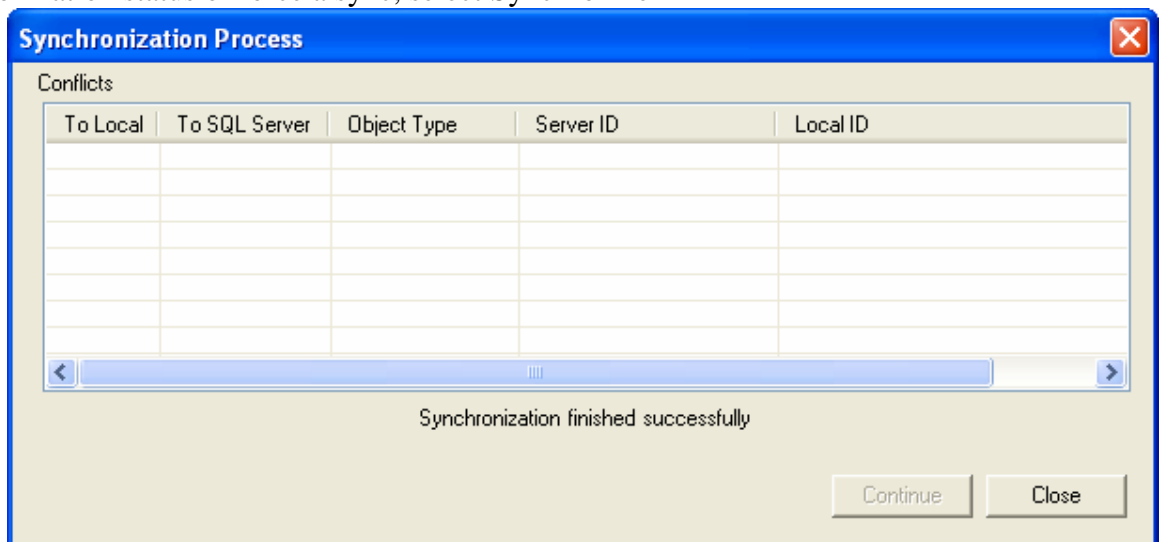 Synchronization Process
Conflicts
To Local To SQL Server Object Type Server ID Local ID
Synchronization finished successfully
Continue Close